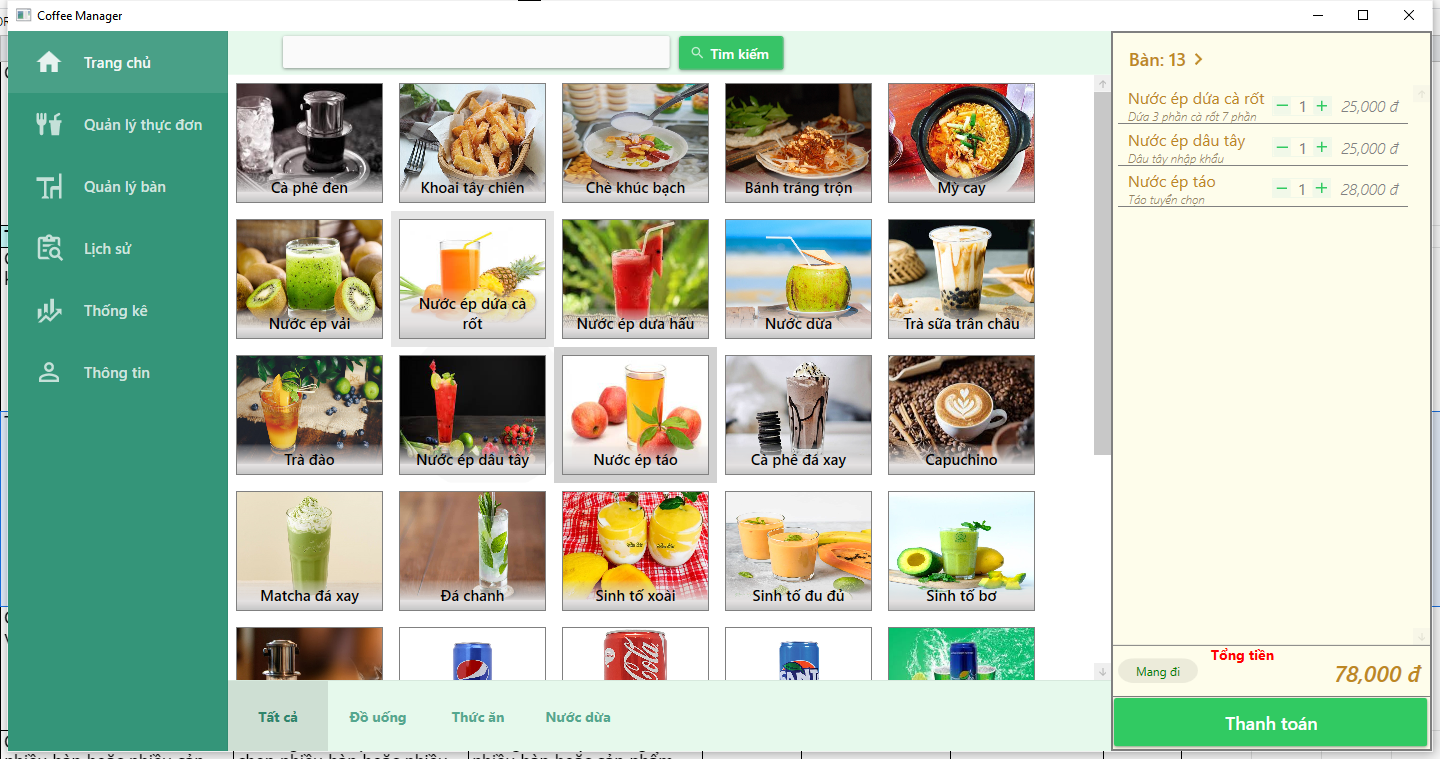 Coffee Manager
Trang chủ
Quản lý thực đơn
Quản lý bàn
Lịch sử
Thống kê
Thông tin
Tìm kiếm
Cà phê đen
Khoai tây chiên
Chè khúc bạch
Bánh tráng trộn
Mỳ cay
Nước ép vải
Nước ép dứa cà
rốt
Nước ép dưa hấu
Nước dừa
Trà sữa trân châu
Trà đào
Nước ép dâu tây
Nước ép táo
Cà phê đá xay
Capuchino
Matcha đá xay
Đá chanh
Sinh tố xoài
Sinh tố đu đủ
Sinh tố bơ
Tất cả
Đồ uống
Thức ăn
Nước dừa
Bàn: 13
Nước ép dứa cà rốt
1
25,000 đ
Dứa 3 phần cà rốt 7 phần
Nước ép dâu tây
1
25,000 đ
Dâu tây nhập khẩu
Nước ép táo
1
28,000 đ
Táo tuyển chọn
Tổng tiền
Mang đi
78,000 đ
Thanh toán